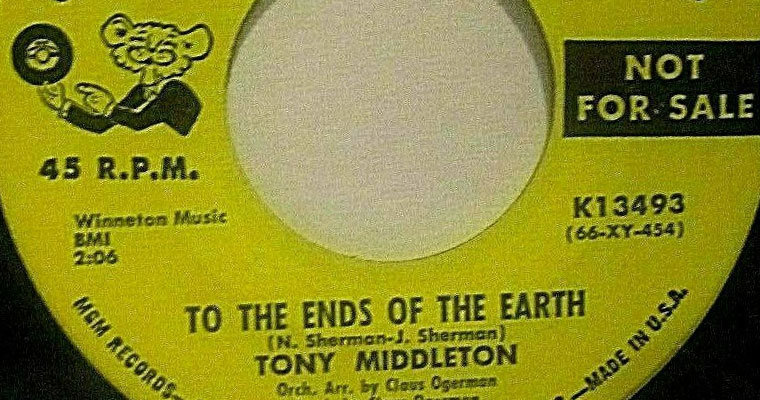 NOT
FOR SALE
45 R.P.M.
K13493
(66-XY-454)
Winneton Music
BMI
2:06
TO THE ENDS OF THE EARTH
(N. Sherman-J. Sherman)
TONY MIDDLETON
Orch. Arr. by Claus Ogerman
Ogerman
MGM RECORDS—
—MADE IN U.S.A.